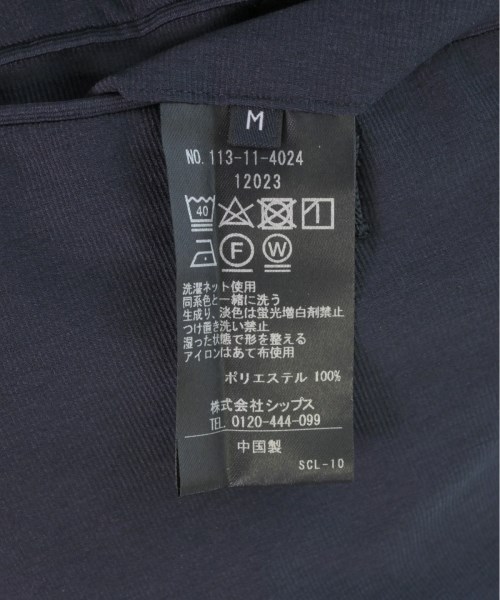 M
NO. 113-11-4024
12023
40
F W
洗濯ネット使用
同系色と一緒に洗う
生成り、淡色は蛍光増白剤禁止
つけ置き洗い禁止
湿った状態で形を整える
アイロンはあて布使用
ポリエステル 100%
株式会社シップス
TEL. 0120-444-099
中国製
SCL-10